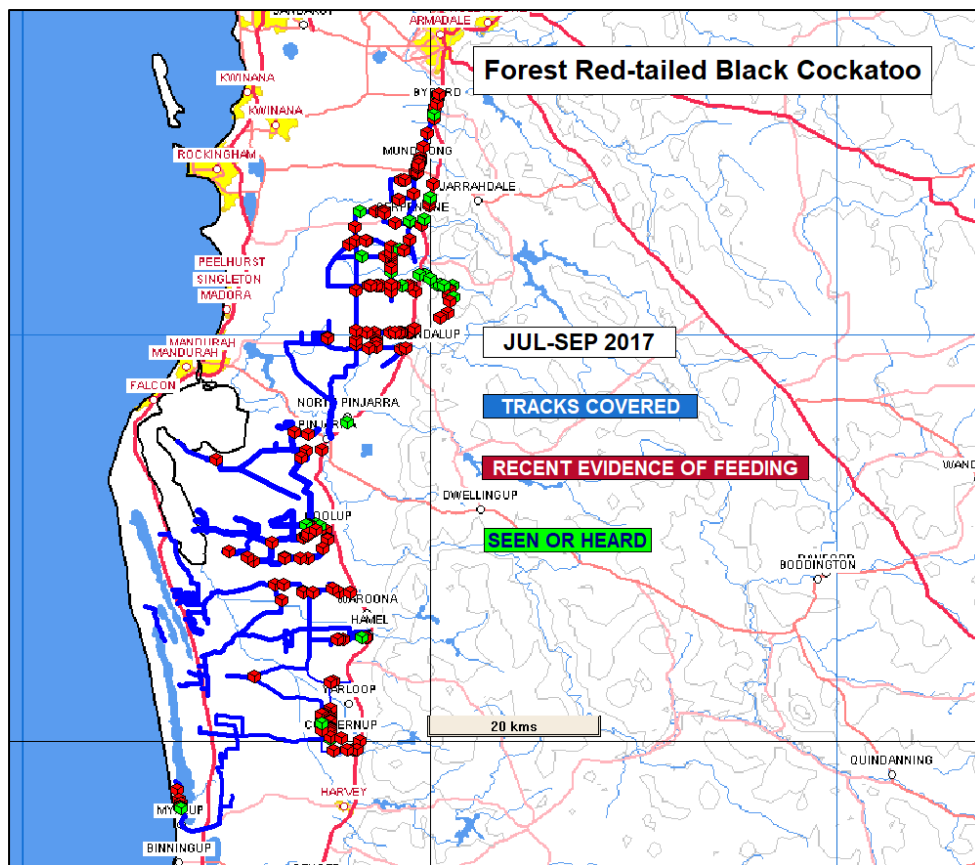 ARMADALE
Forest Red-tailed Black Cockatoo
KWINANA
KWINANA
ROCKINGHAM
JARRAHDALE
PEELHURST
SINGLETON
MADORA
JUL-SEP 2017
MANDURAH
MANDURAH
FALCON
TRACKS COVERED
NORTH PINJARRA
RECENT EVIDENCE OF FEEDING
DWELLINGUP
SEEN OR HEARD
BODDINGTON
WAROONA
HAMEL
YARLOOP
20 kms
QUINDANNING
HARVEY
BINNINGUP